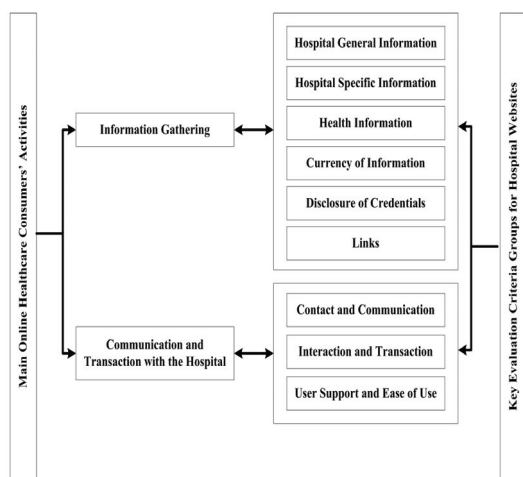 Main Online Healthcare Consumers' Activities
Information Gathering
Communication and
Transaction with the Hospital
Hospital General Information
Hospital Specific Information
Health Information
Currency of Information
Disclosure of Credentials
Links
Contact and Communication
Interaction and Transaction
User Support and Ease of Use
Key Evaluation Criteria Groups for Hospital Websites